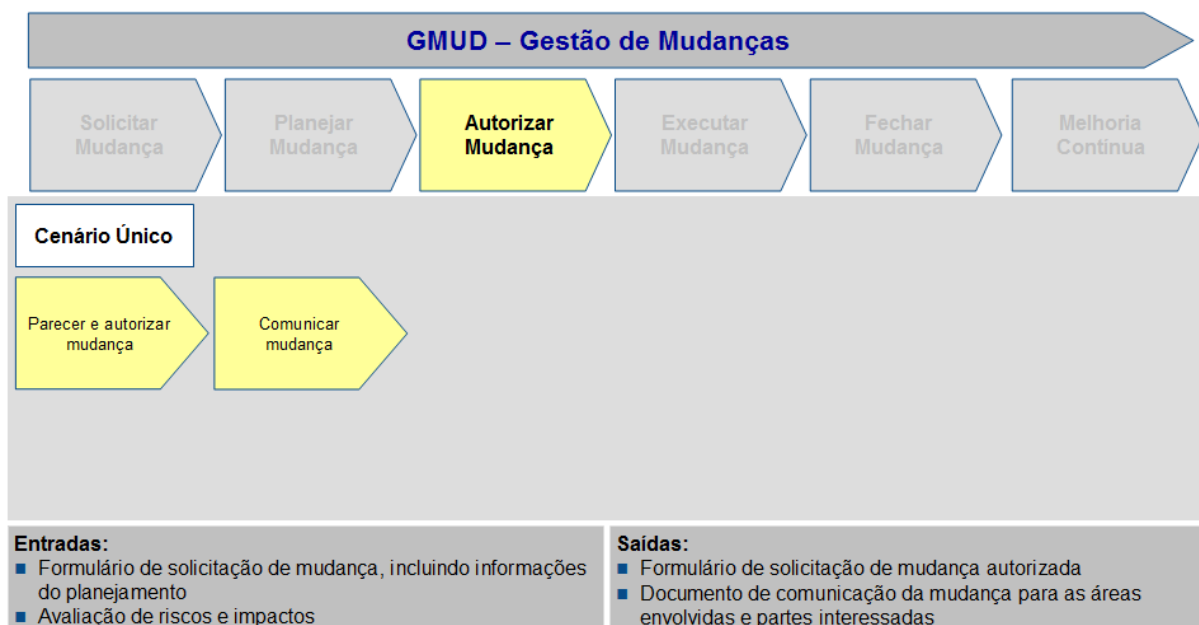 GMUD – Gestão de Mudanças
Solicitar
Mudança
Planejar
Mudança
Autorizar
Mudança
Executar
Mudança
Fechar
Mudança
Melhoria
Contínua
Cenário Único
Parecer e autorizar
mudança
Comunicar
mudança
Entradas:
■ Formulário de solicitação de mudança, incluindo informações
do planejamento
■ Avaliação de riscos e impactos
Saídas:
■ Formulário de solicitação de mudança autorizada
■ Documento de comunicação da mudança para as áreas
envolvidas e partes interessadas